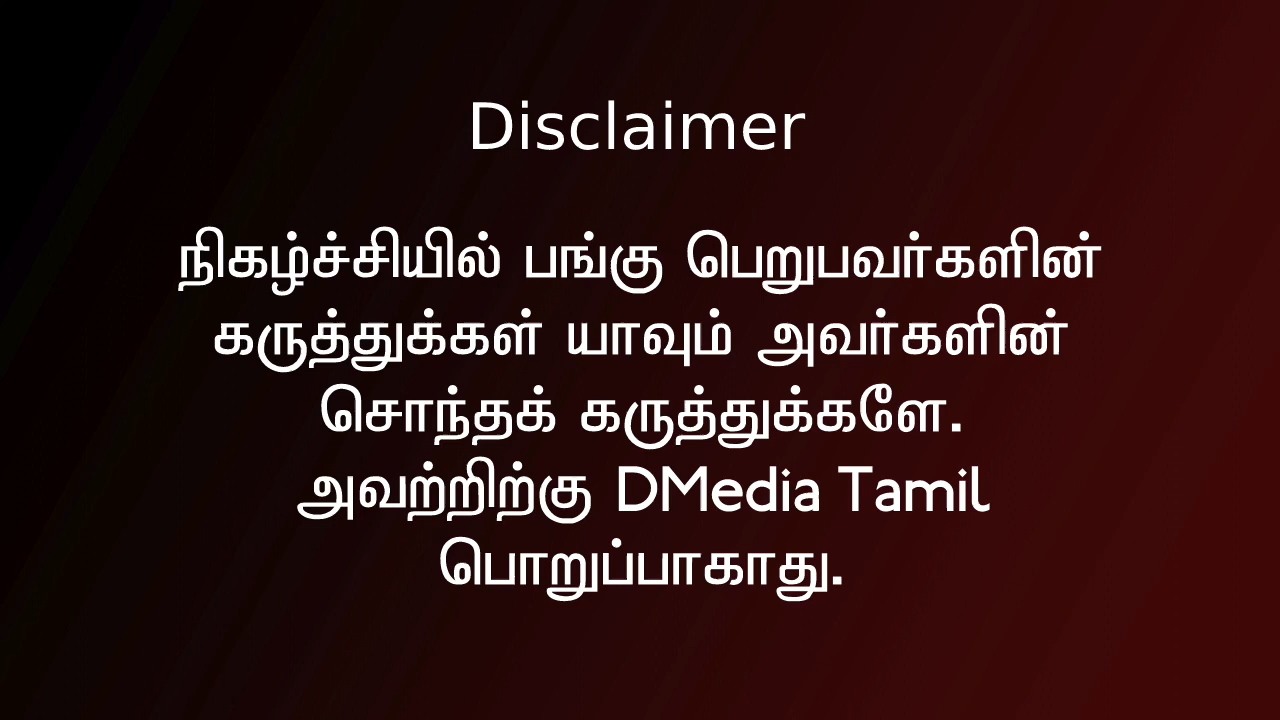 Disclaimer
நிகழ்ச்சியில் பங்கு பெறுபவர்களின்
கருத்துக்கள் யாவும் அவர்களின்
சொந்தக் கருத்துக்களே.
அவற்றிற்கு DMedia Tamil
பொறுப்பாகாது.